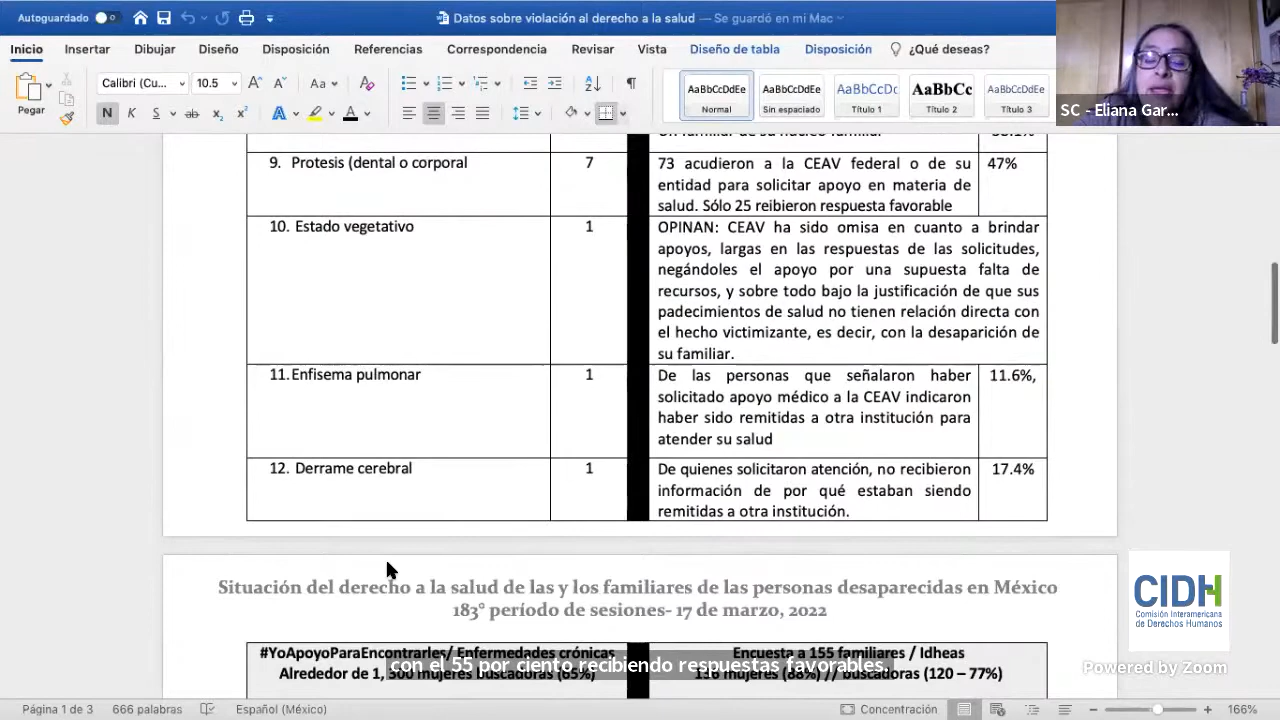 Autoguardado
Datos sobre violación al derecho a la salud — Se guardó en mi Mac
Inicio Insertar Dibujar Diseño Disposición Referencias Correspondencia Revisar Vista Diseño de tabla Disposición ¿Qué deseas?
Pegar
Calibri (Cu... 10.5
N K S ab
AaBbCcDdEe AaBbCcDdEe AaBbCcDc AaBbCc AaBbCcDdEe
Normal Sin espaciado Título 1 Título 2 Título 3
SC - Eliana Gar...
9. Protesis (dental o corporal 7
73 acudieron a la CEAV federal o de su 47%
entidad para solicitar apoyo en materia de
salud. Sólo 25 reibieron respuesta favorable
10. Estado vegetativo 1
OPINAN: CEAV ha sido omisa en cuanto a brindar
apoyos, largas en las respuestas de las solicitudes,
negándoles el apoyo por una supuesta falta de
recursos, y sobre todo bajo la justificación de que sus
padecimientos de salud no tienen relación directa con
el hecho victimizante, es decir, con la desaparición de
su familiar.
11. Enfisema pulmonar 1
De las personas que señalaron haber 11.6%,
solicitado apoyo médico a la CEAV indicaron
haber sido remitidas a otra institución para
atender su salud
12. Derrame cerebral 1
De quienes solicitaron atención, no recibieron 17.4%
información de por qué estaban siendo
remitidas a otra institución.
Situación del derecho a la salud de las y los familiares de las personas desaparecidas en México
183° período de sesiones- 17 de marzo, 2022
#YoApoyoParaEncontrarles/ Enfermedades crónicas
Alrededor de 1, 300 mujeres buscadoras (65%)
Encuesta a 155 familiares / Idheas
136 mujeres (88%) // buscadoras (120 – 77%)
con el 55 por ciento recibiendo respuestas favorables.
CIDH
Comisión Interamericana
de Derechos Humanos
Powered by Zoom
Página 1 de 3 666 palabras Español (México) Concentración 166%